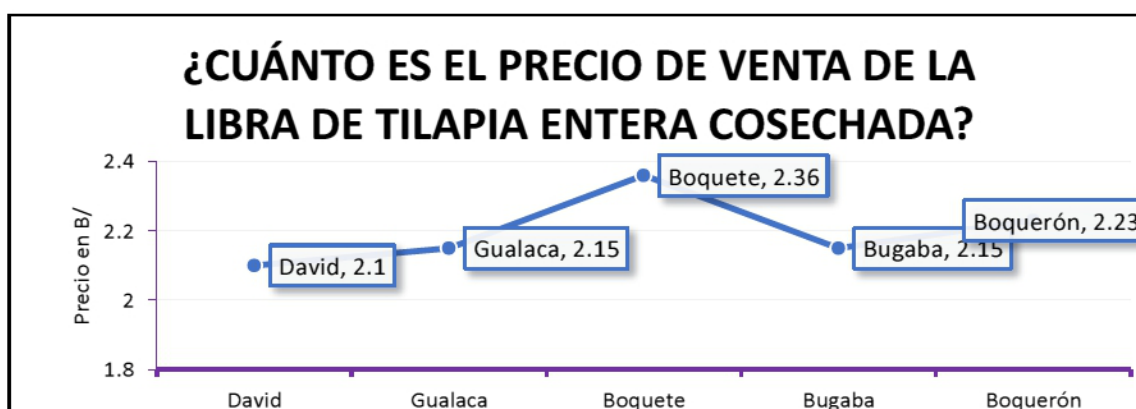 ¿CUÁNTO ES EL PRECIO DE VENTA DE LA
LIBRA DE TILAPIA ENTERA COSECHADA?
Precio en B/
2.4
2.2
2
1.8
David, 2.1
Gualaca, 2.15
Boquete, 2.36
Bugaba, 2.15
Boquerón, 2.23
David
Gualaca
Boquete
Bugaba
Boquerón